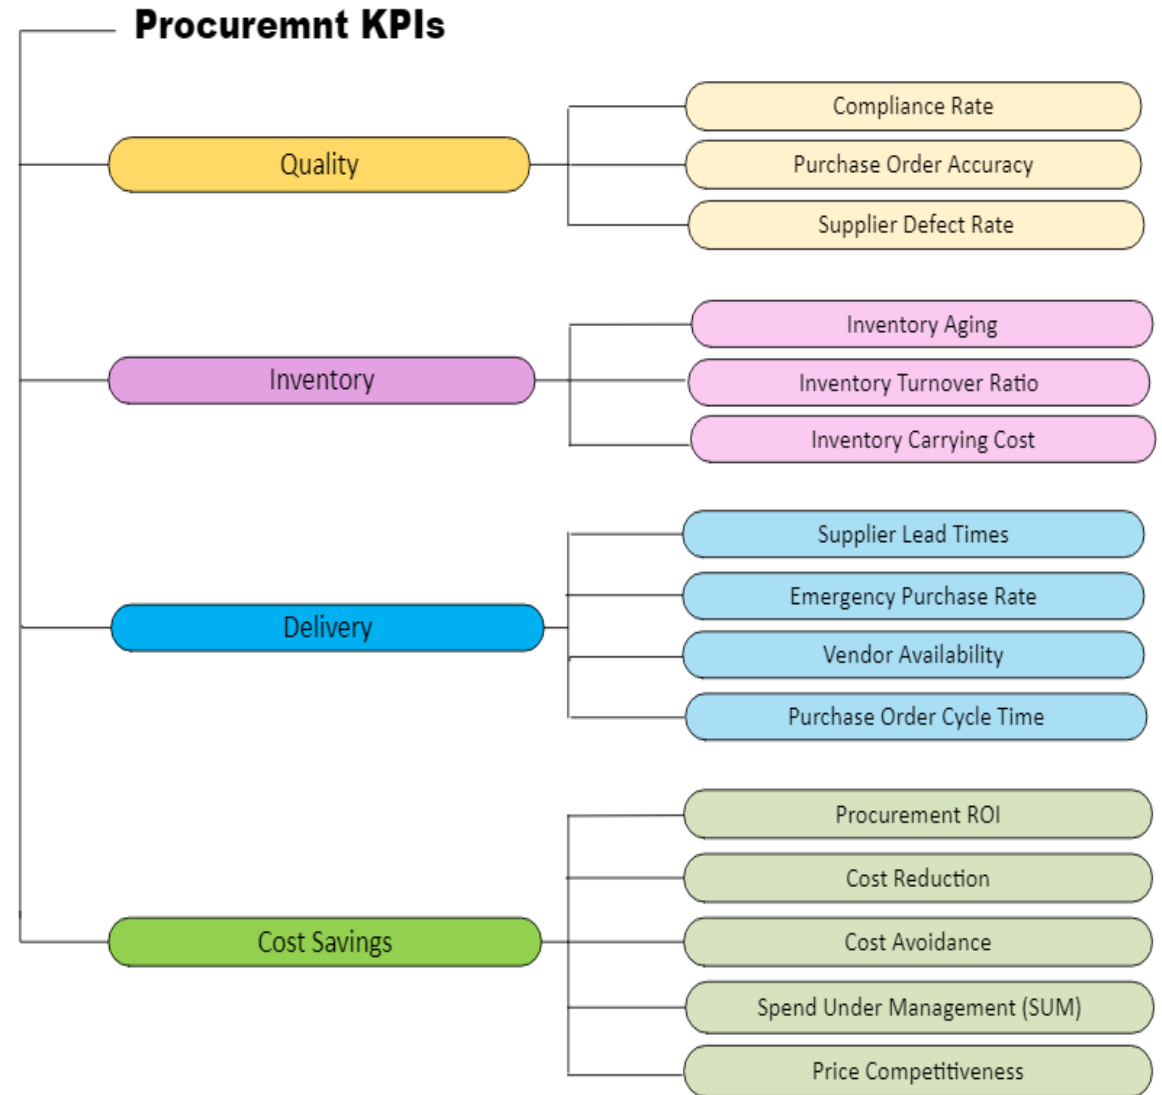 Procuremnt KPIs
Quality
Compliance Rate
Purchase Order Accuracy
Supplier Defect Rate
Inventory
Inventory Aging
Inventory Turnover Ratio
Inventory Carrying Cost
Delivery
Supplier Lead Times
Emergency Purchase Rate
Vendor Availability
Purchase Order Cycle Time
Cost Savings
Procurement ROI
Cost Reduction
Cost Avoidance
Spend Under Management (SUM)
Price Competitiveness